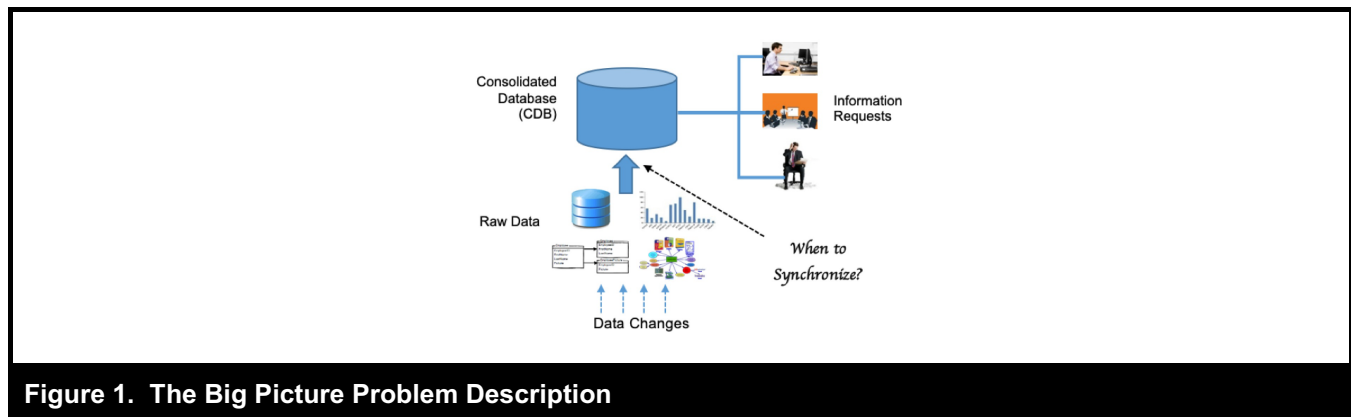 Consolidated
Database
(CDB)
Information
Requests
Raw Data
When to
Synchronize?
Data Changes
Figure 1. The Big Picture Problem Description